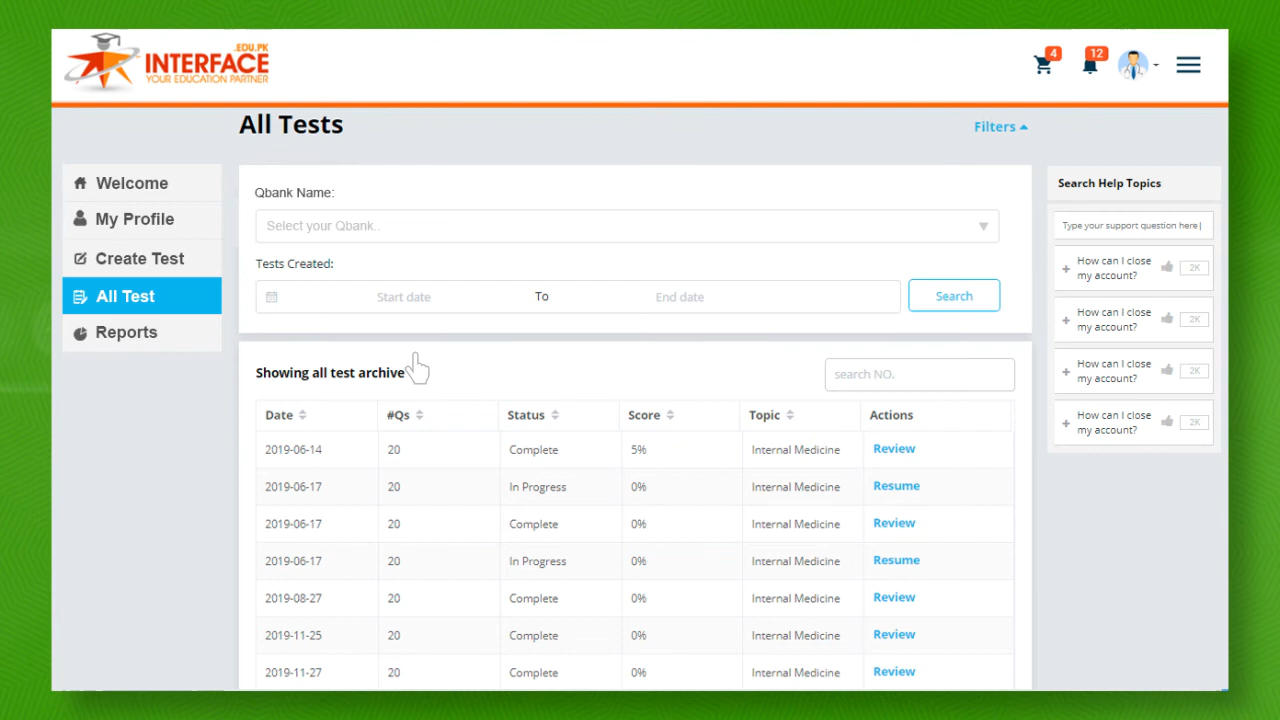 .EDU.PK
INTERFACE
YOUR EDUCATION PARTNER
4
12
All Tests
Filters
Welcome
My Profile
Create Test
All Test
Reports
Qbank Name:
Select your Qbank..
Tests Created:
Start date To End date Search
Showing all test archive
search NO.
Date #Qs Status Score Topic Actions
2019-06-14 20 Complete 5% Internal Medicine Review
2019-06-17 20 In Progress 0% Internal Medicine Resume
2019-06-17 20 Complete 0% Internal Medicine Review
2019-06-17 20 In Progress 0% Internal Medicine Resume
2019-08-27 20 Complete 0% Internal Medicine Review
2019-11-25 20 Complete 0% Internal Medicine Review
2019-11-27 20 Complete 0% Internal Medicine Review
Search Help Topics
Type your support question here|
+ How can I close
my account?
2K
+ How can I close
my account?
2K
+ How can I close
my account?
2K
+ How can I close
my account?
2K